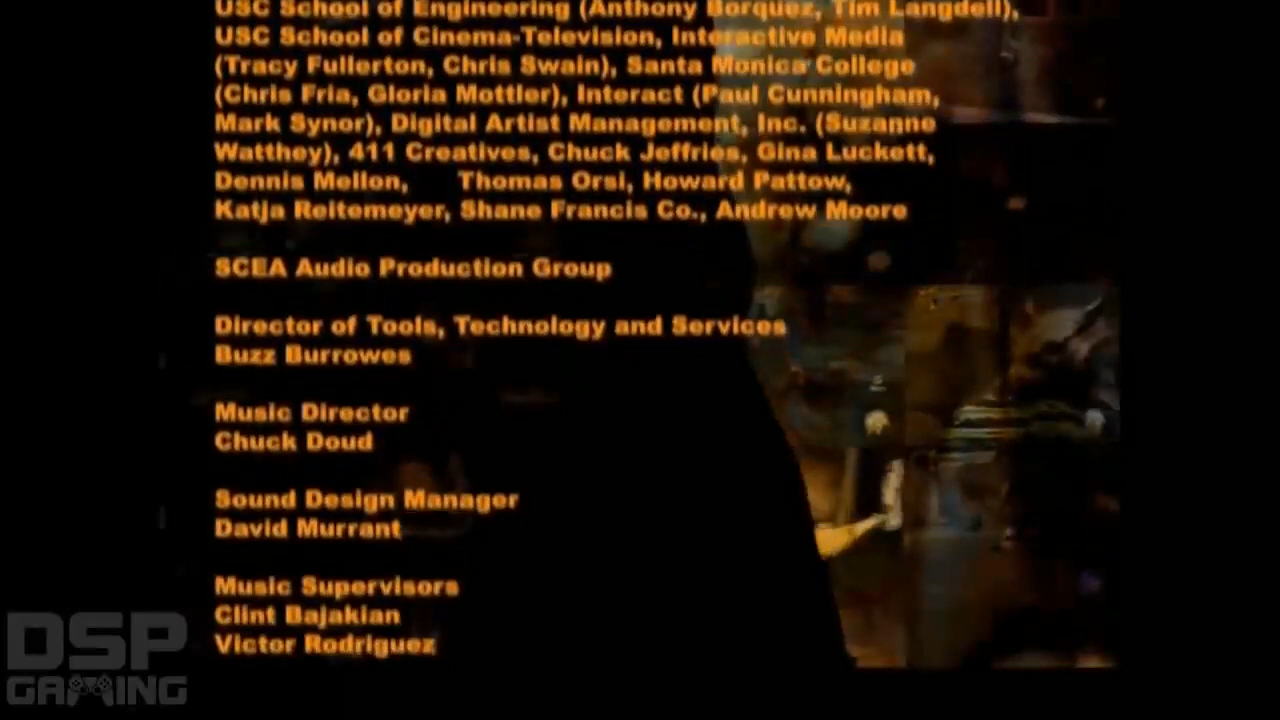 USC School of Engineering (Anthony Borquez, Tim Langdell),
USC School of Cinema-Television, Interactive Media
(Tracy Fullerton, Chris Swain), Santa Monica College
(Chris Fria, Gloria Mottler), Interact (Paul Cunningham,
Mark Synor), Digital Artist Management, Inc. (Suzanne
Watthey), 411 Creatives, Chuck Jeffries, Gina Luckett,
Dennis Mellon, Thomas Orsi, Howard Pattow,
Katja Reitemeyer, Shane Francis Co., Andrew Moore
SCEA Audio Production Group
Director of Tools, Technology and Services
Buzz Burrowes
Music Director
Chuck Doud
Sound Design Manager
David Murrant
Music Supervisors
Clint Bajakian
Victor Rodriguez
DSP
GAMING